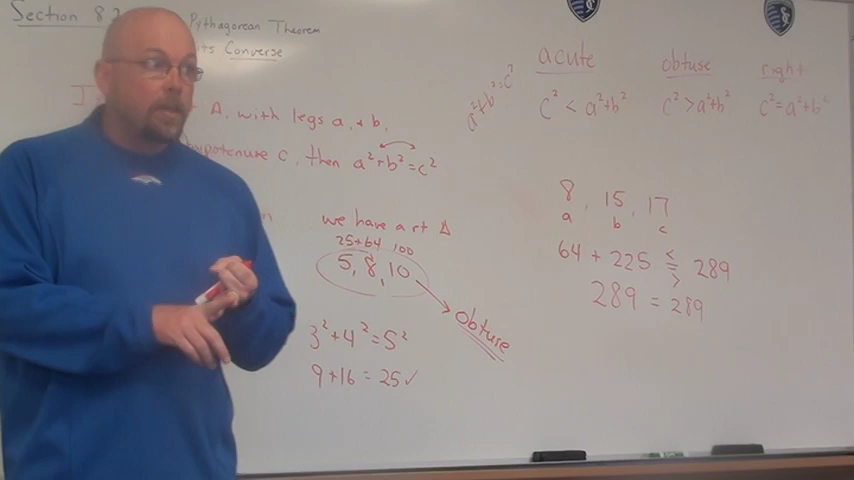 Section 8.
Pythagorean Theorem
its Converse
Δ, with legs a, + b,
hypotenuse c, then a² + b² = c²
we have a rt Δ
25 + 64, 100
5, 8, 10
obtuse
3² + 4² = 5²
9 + 16 = 25 ✓
a² + b² = c²
acute obtuse right
c² < a² + b² c² > a² + b² c² = a² + b²
8, 15, 17
a b c
64 + 225 < = > 289
289 = 289